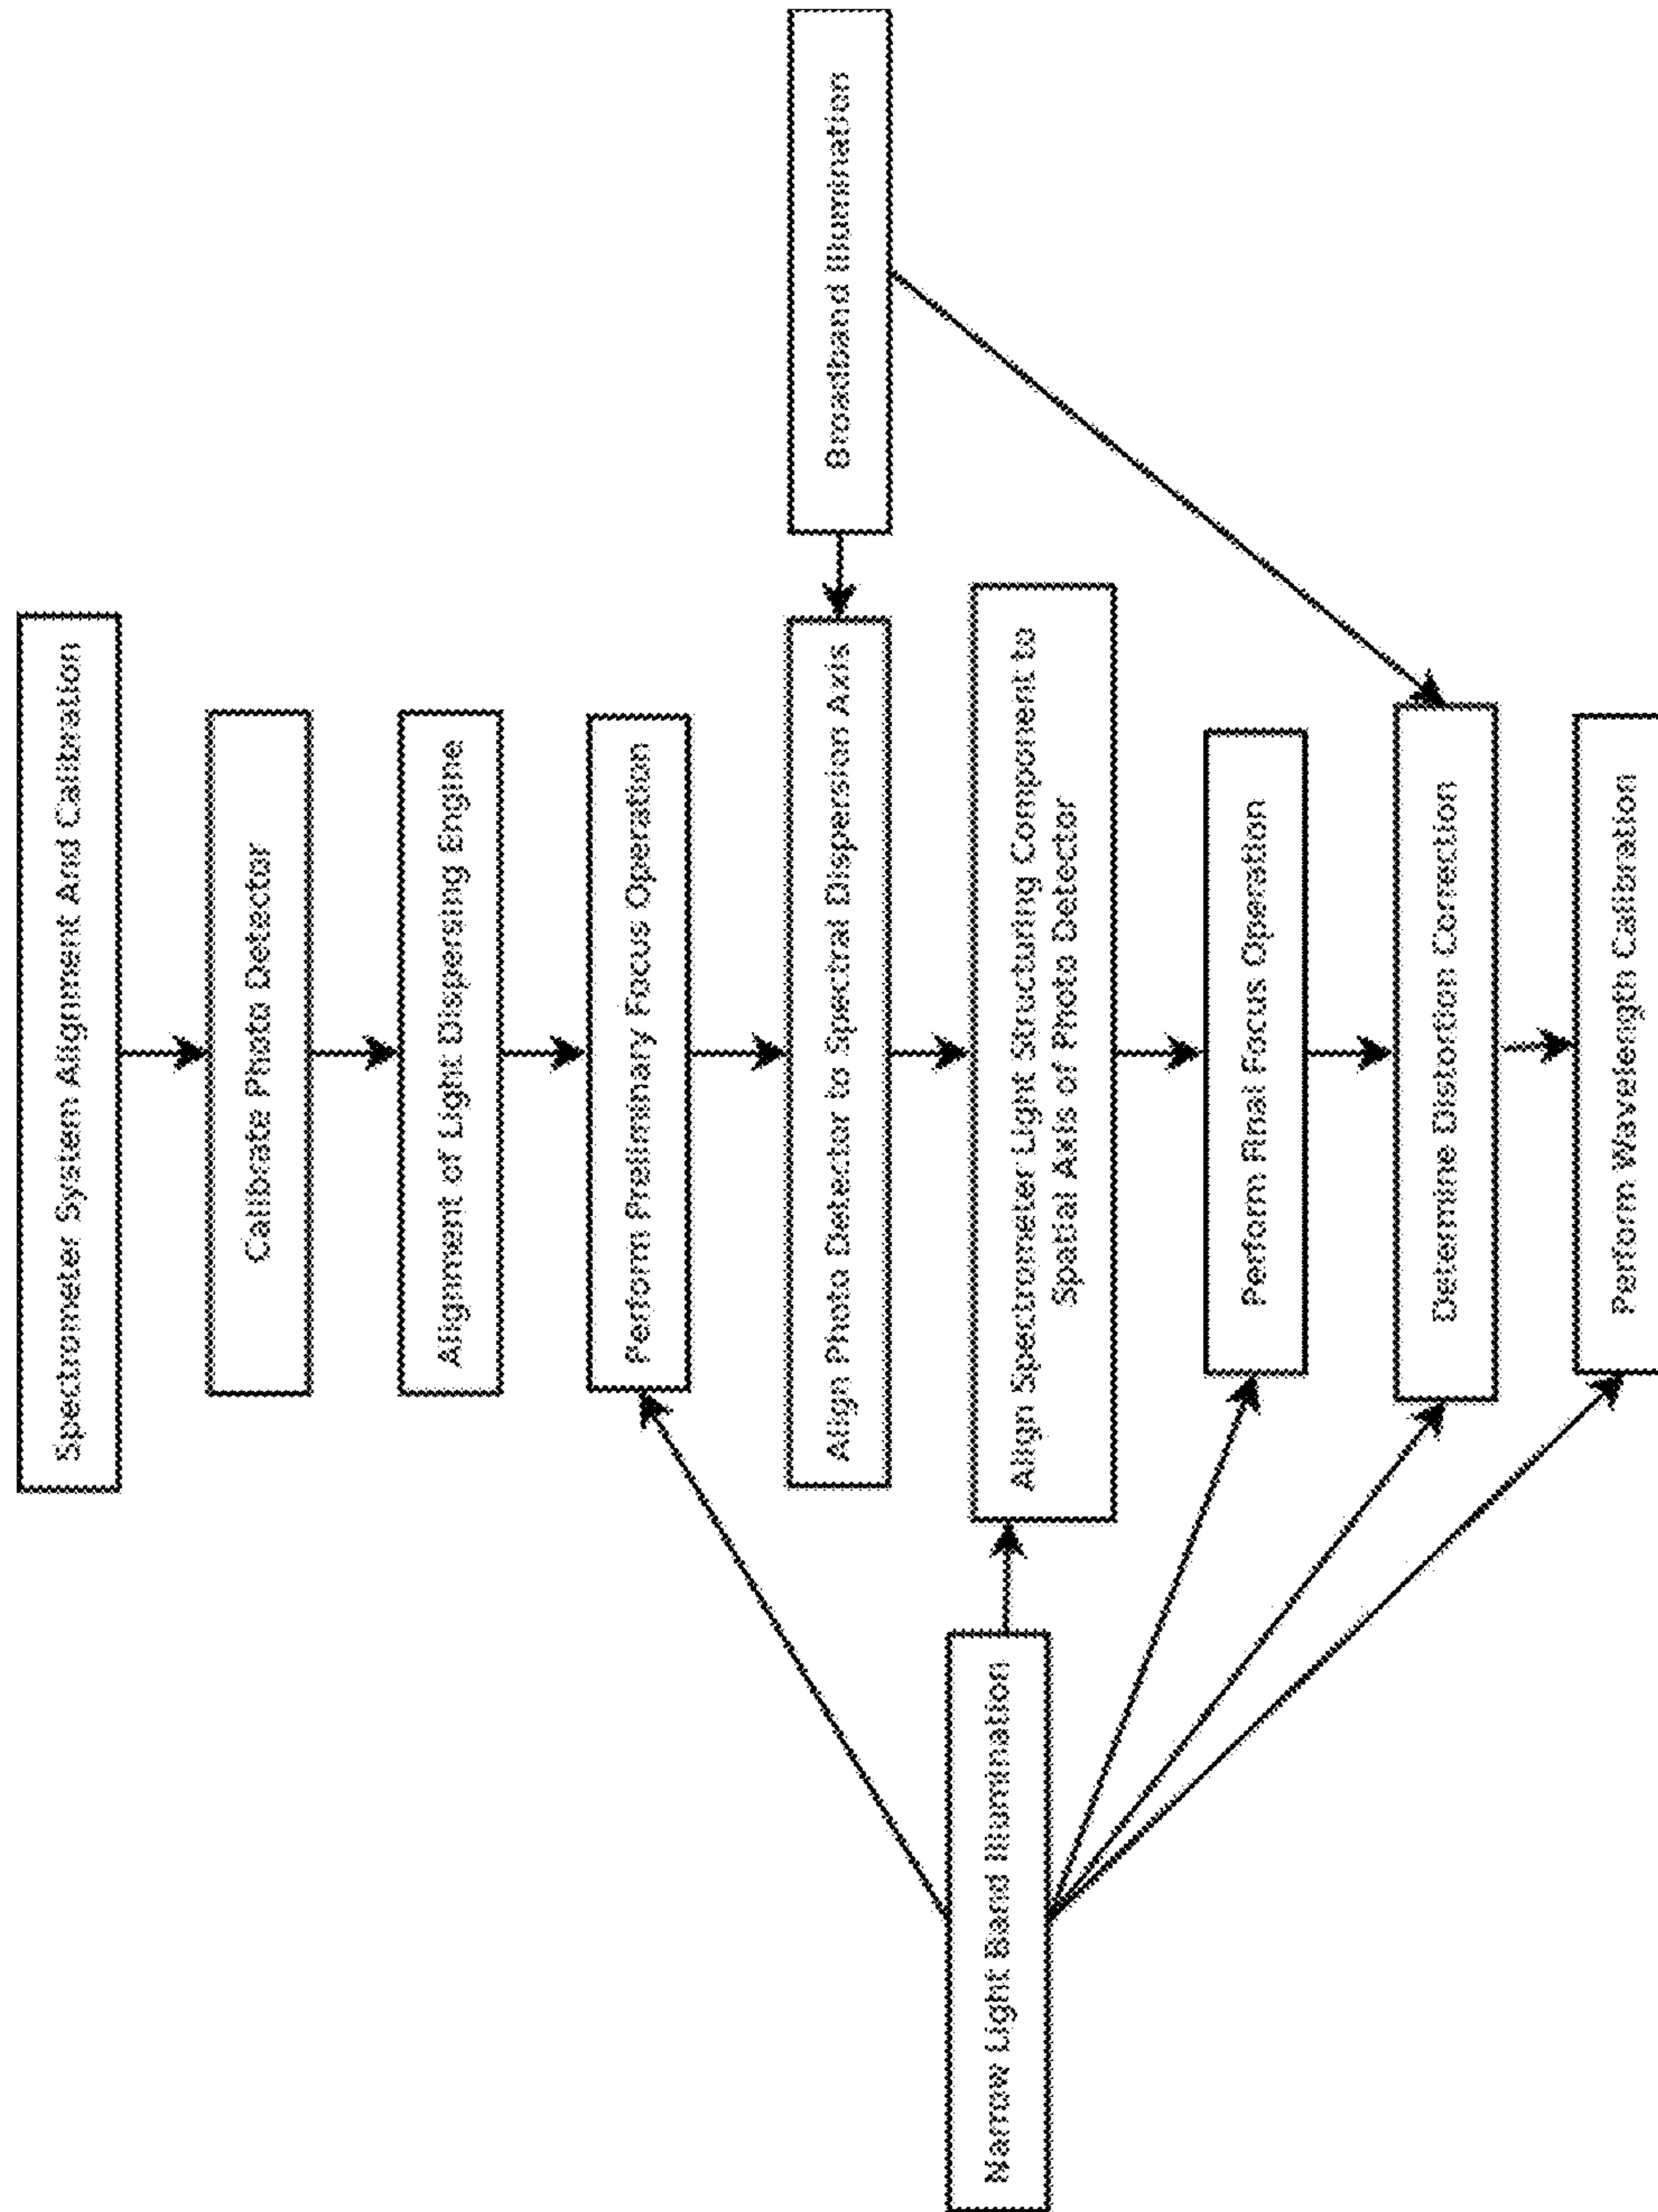 Spectrometer System Alignment And Calibration
Calibrate Photo Detector
Alignment of Light Dispersing Engine
Perform Preliminary Focus Operation
Broadband Illumination
Align Photo Detector to Spectral Dispersion Axis
Narrow Light Band Illumination
Align Spectrometer Light Structuring Component to
Spatial Axis of Photo Detector
Perform Final Focus Operation
Determine Distortion Correction
Perform Wavelength Calibration